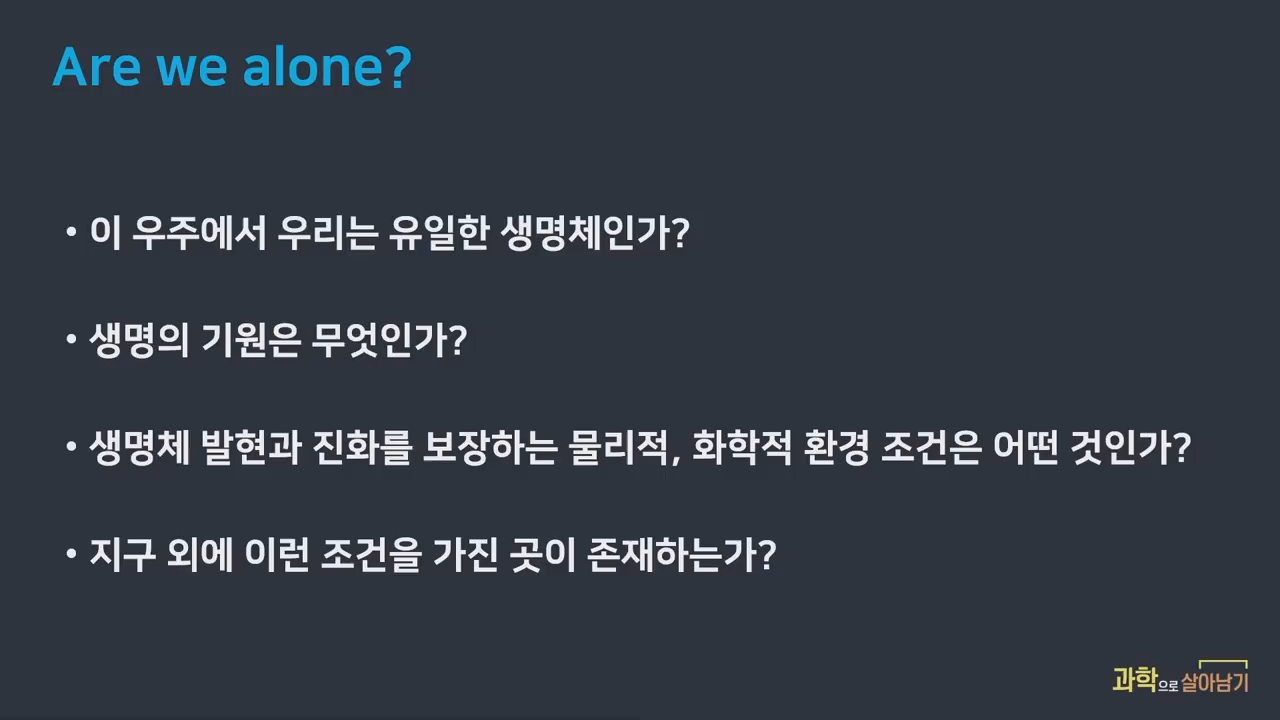 Are we alone?
• 이 우주에서 우리는 유일한 생명체인가?
• 생명의 기원은 무엇인가?
• 생명체 발현과 진화를 보장하는 물리적, 화학적 환경 조건은 어떤 것인가?
• 지구 외에 이런 조건을 가진 곳이 존재하는가?
과학으로 살아남기